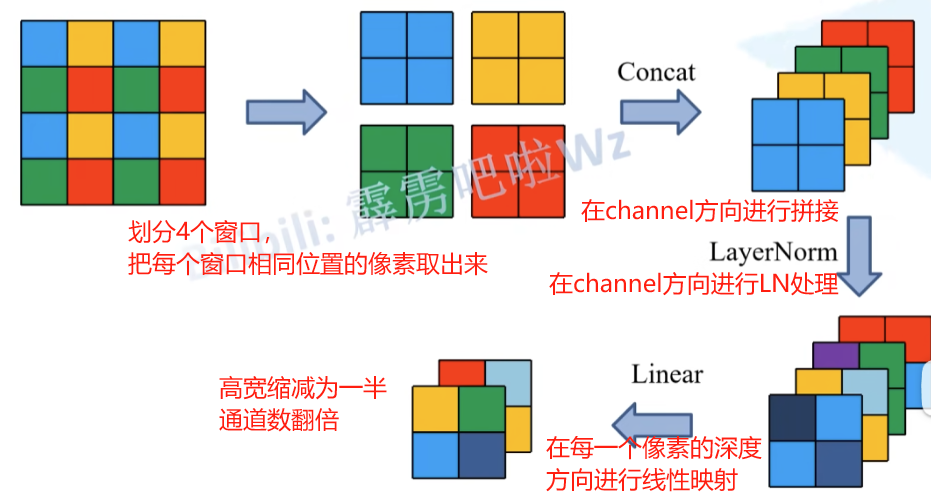 Concat
bilibili: 霹雳吧啦Wz
在channel方向进行拼接
划分4个窗口，
把每个窗口相同位置的像素取出来
LayerNorm
在channel方向进行LN处理
高宽缩减为一半
通道数翻倍
Linear
在每一个像素的深度
方向进行线性映射